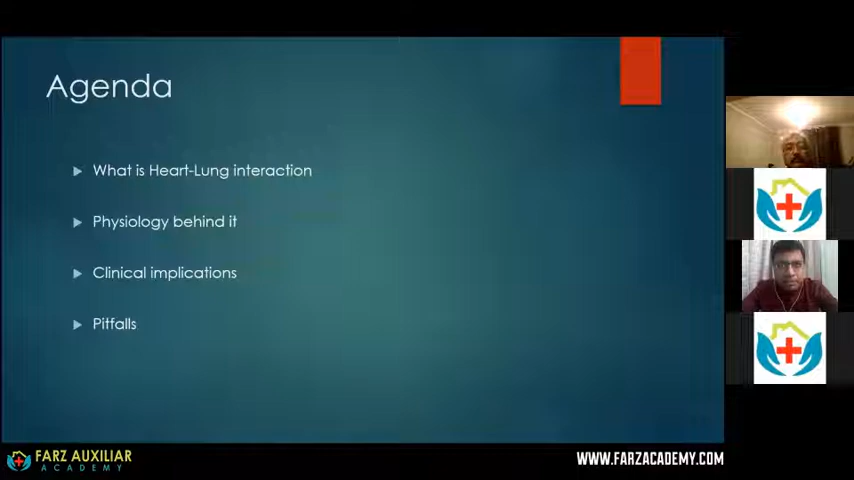 Agenda
What is Heart-Lung interaction
Physiology behind it
Clinical implications
Pitfalls
FARZ AUXILIAR
ACADEMY
WWW.FARZACADEMY.COM